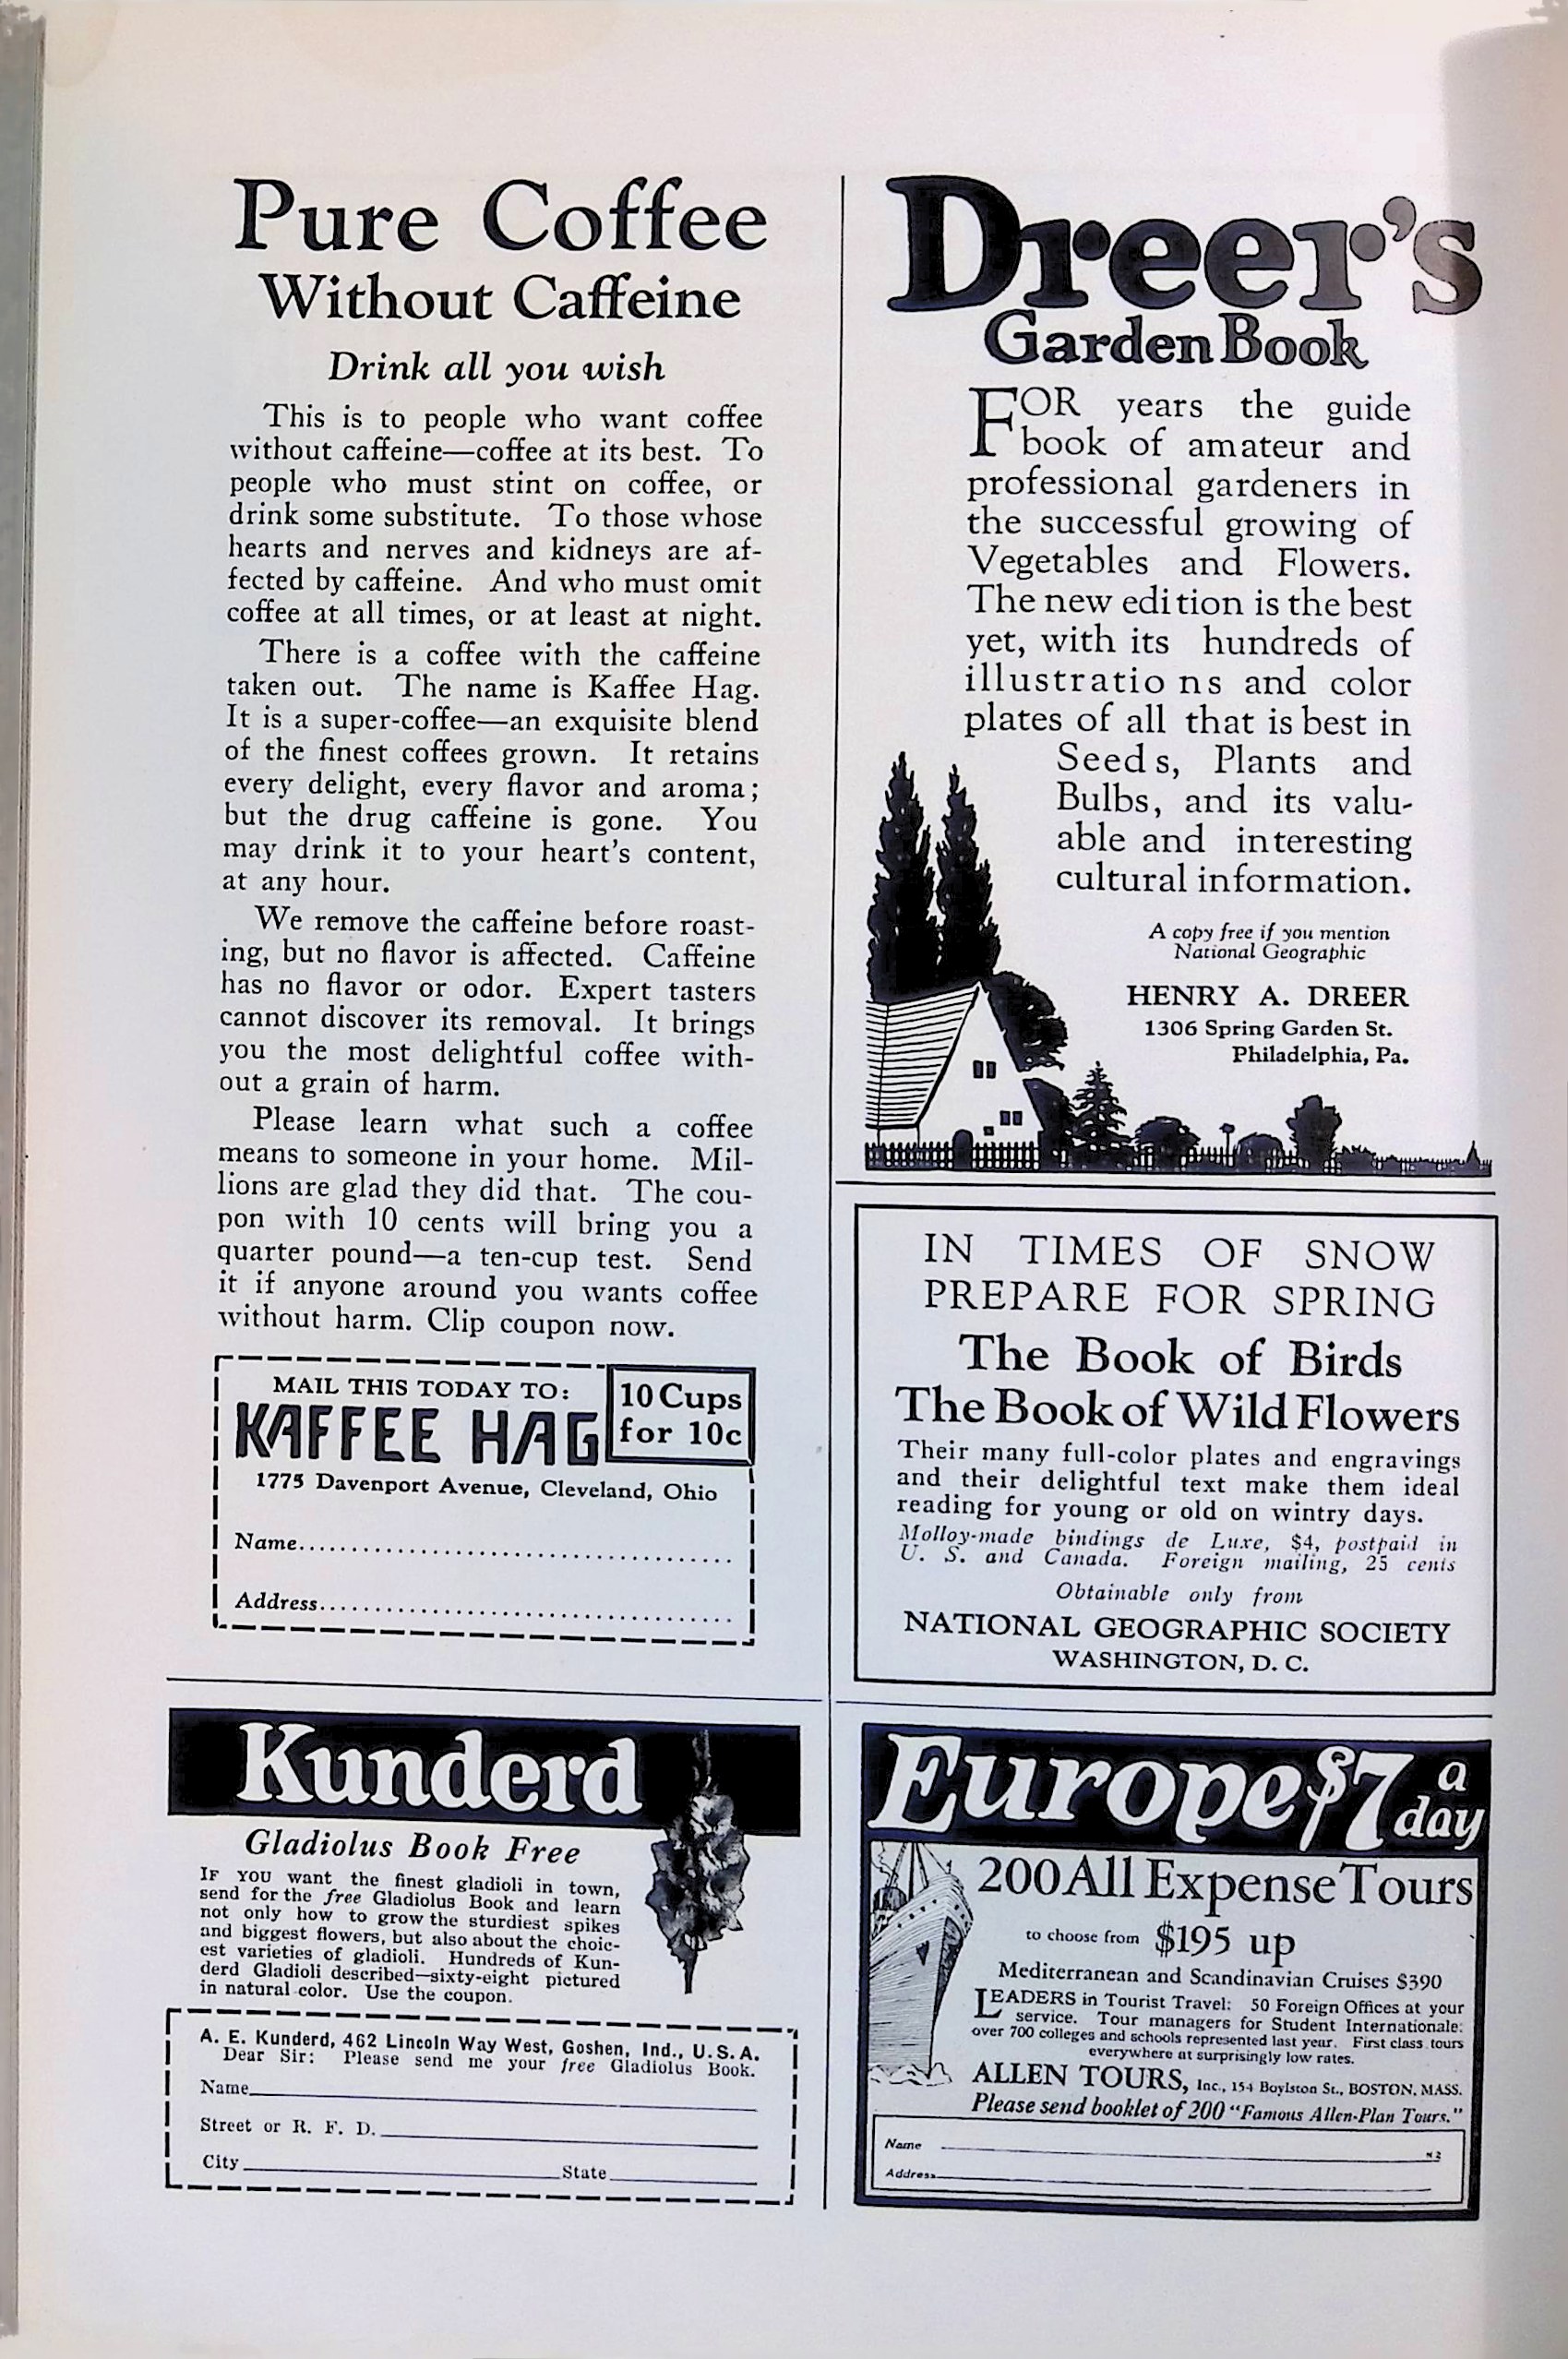 Pure Coffee
Without Caffeine
Drink all you wish
This is to people who want coffee
without caffeine—coffee at its best. To
people who must stint on coffee, or
drink some substitute. To those whose
hearts and nerves and kidneys are af-
fected by caffeine. And who must omit
coffee at all times, or at least at night.
There is a coffee with the caffeine
taken out. The name is Kaffee Hag.
It is a super-coffee—an exquisite blend
of the finest coffees grown. It retains
every delight, every flavor and aroma;
but the drug caffeine is gone. You
may drink it to your heart's content,
at any hour.
We remove the caffeine before roast-
ing, but no flavor is affected. Caffeine
has no flavor or odor. Expert tasters
cannot discover its removal. It brings
you the most delightful coffee with-
out a grain of harm.
Please learn what such a coffee
means to someone in your home. Mil-
lions are glad they did that. The cou-
pon with 10 cents will bring you a
quarter pound—a ten-cup test. Send
it if anyone around you wants coffee
without harm. Clip coupon now.
MAIL THIS TODAY TO:
KAFFEE HAG
10 Cups
for 10c
1775 Davenport Avenue, Cleveland, Ohio
Name
Address
Kunderd
Gladiolus Book Free
IF YOU want the finest gladioli in town,
send for the free Gladiolus Book and learn
not only how to grow the sturdiest spikes
and biggest flowers, but also about the choic-
est varieties of gladioli. Hundreds of Kun-
derd Gladioli described—sixty-eight pictured
in natural color. Use the coupon.
A. E. Kunderd, 462 Lincoln Way West, Goshen, Ind., U.S.A.
Dear Sir: Please send me your free Gladiolus Book.
Name
Street or R. F. D.
City State
Dreer's
Garden Book
FOR years the guide
book of amateur and
professional gardeners in
the successful growing of
Vegetables and Flowers.
The new edition is the best
yet, with its hundreds of
illustrations and color
plates of all that is best in
Seeds, Plants and
Bulbs, and its valu-
able and interesting
cultural information.
A copy free if you mention
National Geographic
HENRY A. DREER
1306 Spring Garden St.
Philadelphia, Pa.
IN TIMES OF SNOW
PREPARE FOR SPRING
The Book of Birds
The Book of Wild Flowers
Their many full-color plates and engravings
and their delightful text make them ideal
reading for young or old on wintry days.
Molloy-made bindings de Luxe, $4, postpaid in
U. S. and Canada. Foreign mailing, 25 cents
Obtainable only from
NATIONAL GEOGRAPHIC SOCIETY
WASHINGTON, D. C.
Europe $7 a day
200 All Expense Tours
to choose from $195 up
Mediterranean and Scandinavian Cruises $390
LEADERS in Tourist Travel: 50 Foreign Offices at your
service. Tour managers for Student Internationale:
over 700 colleges and schools represented last year. First class tours
everywhere at surprisingly low rates.
ALLEN TOURS, Inc., 154 Boylston St., BOSTON, MASS.
Please send booklet of 200 "Famous Allen-Plan Tours."
Name N 2
Address